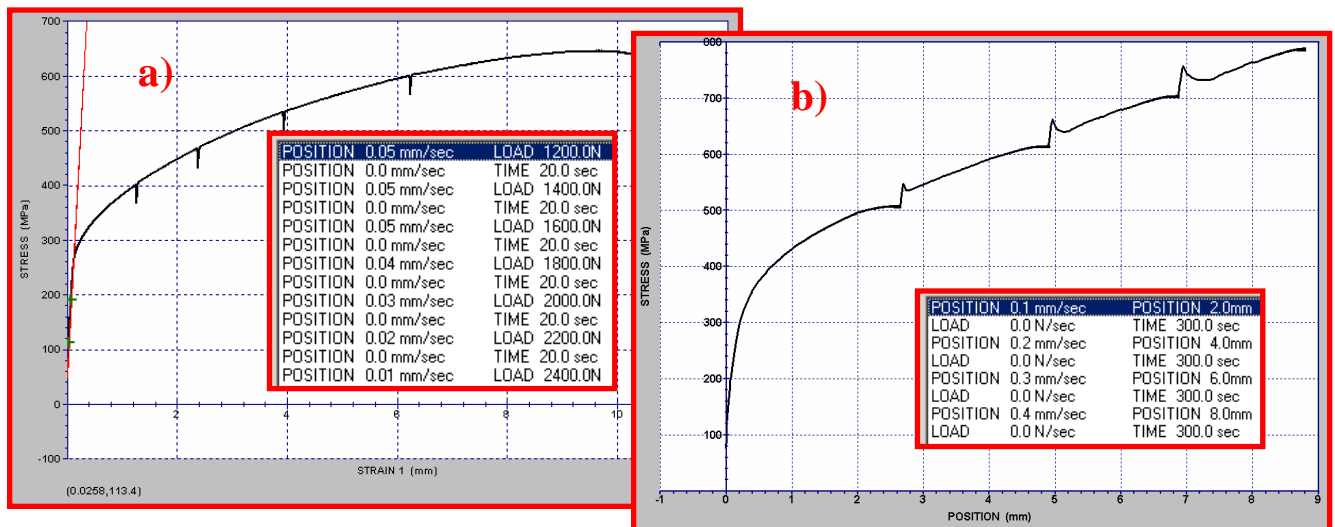 700
600
500
400
300
200
100
0
-100
STRESS (MPa)
a)
POSITION 0.05 mm/sec LOAD 1200.0N
POSITION 0.0 mm/sec TIME 20.0 sec
POSITION 0.05 mm/sec LOAD 1400.0N
POSITION 0.0 mm/sec TIME 20.0 sec
POSITION 0.05 mm/sec LOAD 1600.0N
POSITION 0.0 mm/sec TIME 20.0 sec
POSITION 0.04 mm/sec LOAD 1800.0N
POSITION 0.0 mm/sec TIME 20.0 sec
POSITION 0.03 mm/sec LOAD 2000.0N
POSITION 0.0 mm/sec TIME 20.0 sec
POSITION 0.02 mm/sec LOAD 2200.0N
POSITION 0.0 mm/sec TIME 20.0 sec
POSITION 0.01 mm/sec LOAD 2400.0N
2 4 6 8 10
STRAIN 1 (mm)
(0.0258,113.4)
800
700
600
500
400
300
200
100
STRESS (MPa)
b)
POSITION 0.1 mm/sec POSITION 2.0mm
LOAD 0.0 N/sec TIME 300.0 sec
POSITION 0.2 mm/sec POSITION 4.0mm
LOAD 0.0 N/sec TIME 300.0 sec
POSITION 0.3 mm/sec POSITION 6.0mm
LOAD 0.0 N/sec TIME 300.0 sec
POSITION 0.4 mm/sec POSITION 8.0mm
LOAD 0.0 N/sec TIME 300.0 sec
-1 0 1 2 3 4 5 6 7 8 9
POSITION (mm)